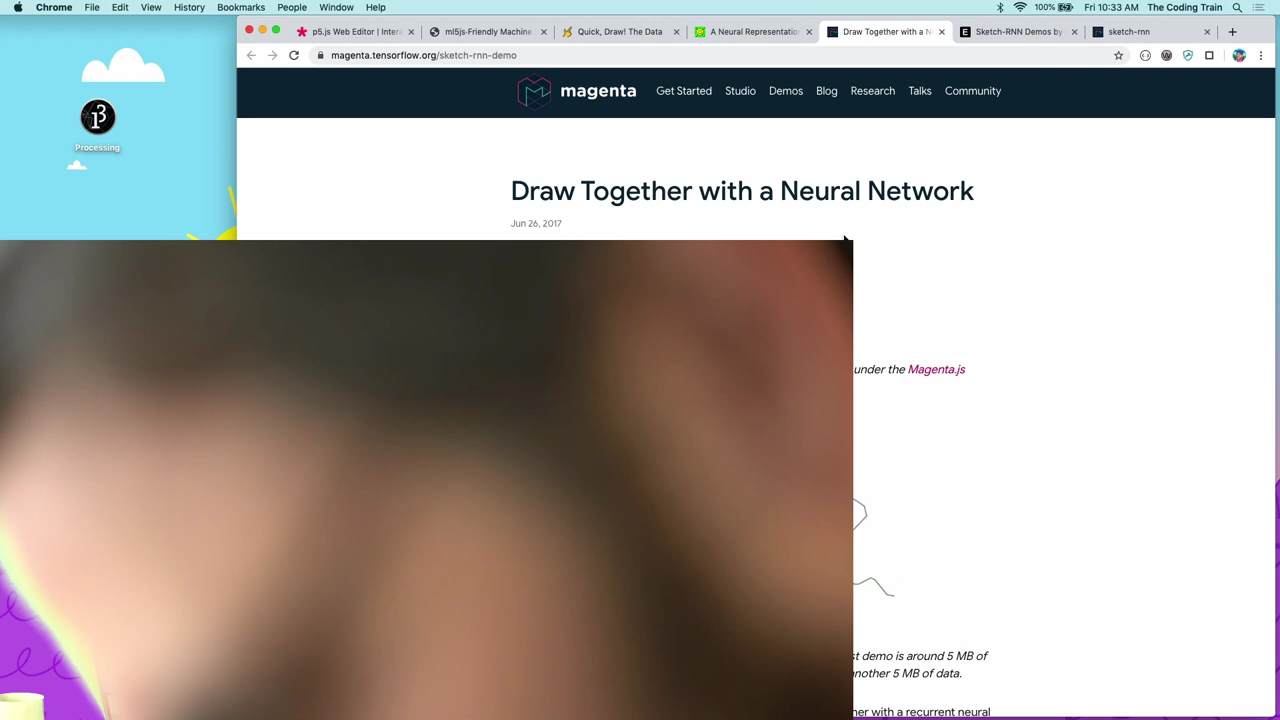 Chrome File Edit View History Bookmarks People Window Help 100% Fri 10:33 AM The Coding Train
p5.js Web Editor | Inter ml5js·Friendly Machine Quick, Draw! The Data A Neural Representation Draw Together with a N Sketch-RNN Demos by sketch-rnn
magenta.tensorflow.org/sketch-rnn-demo
magenta Get Started Studio Demos Blog Research Talks Community
Processing
Draw Together with a Neural Network
Jun 26, 2017
under the Magenta.js
st demo is around 5 MB of
another 5 MB of data.
her with a recurrent neural